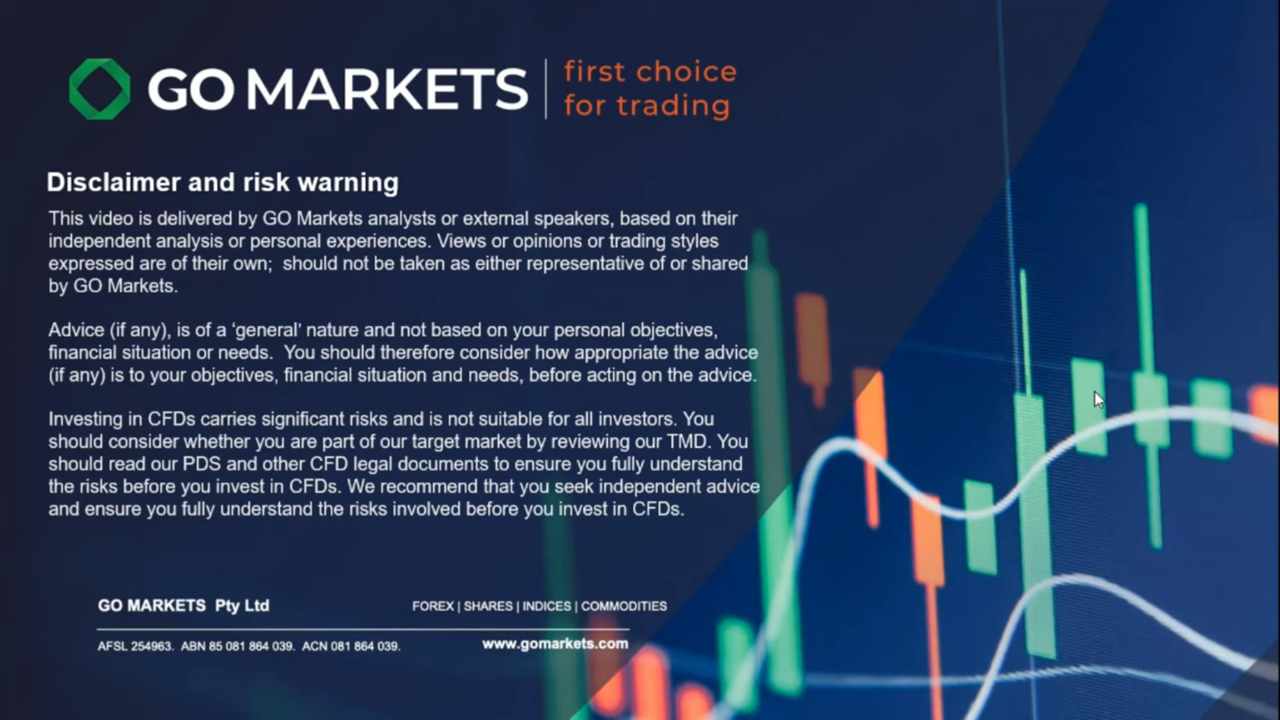 GO MARKETS
first choice
for trading
Disclaimer and risk warning
This video is delivered by GO Markets analysts or external speakers, based on their
independent analysis or personal experiences. Views or opinions or trading styles
expressed are of their own;  should not be taken as either representative of or shared
by GO Markets.
Advice (if any), is of a ‘general’ nature and not based on your personal objectives,
financial situation or needs.  You should therefore consider how appropriate the advice
(if any) is to your objectives, financial situation and needs, before acting on the advice.
Investing in CFDs carries significant risks and is not suitable for all investors. You
should consider whether you are part of our target market by reviewing our TMD. You
should read our PDS and other CFD legal documents to ensure you fully understand
the risks before you invest in CFDs. We recommend that you seek independent advice
and ensure you fully understand the risks involved before you invest in CFDs.
GO MARKETS  Pty Ltd
FOREX | SHARES | INDICES | COMMODITIES
AFSL 254963.  ABN 85 081 864 039.  ACN 081 864 039.
www.gomarkets.com